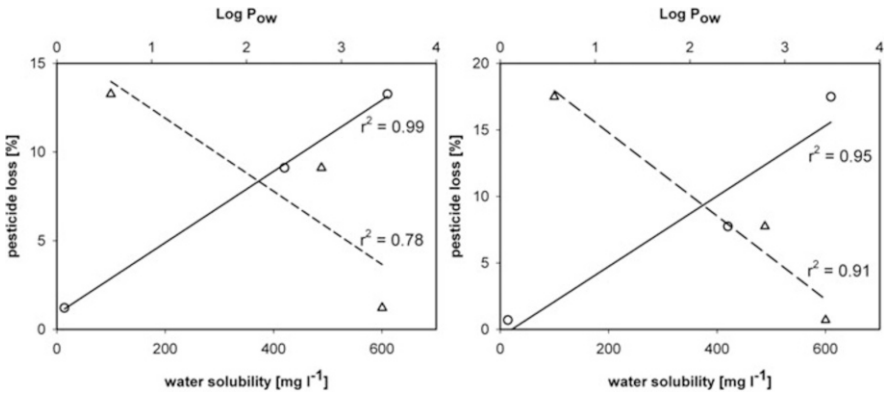 Log P_OW
0 1 2 3 4
15
10
5
0
pesticide loss [%]
r² = 0.99
r² = 0.78
0 200 400 600
water solubility [mg l⁻¹]
Log P_OW
0 1 2 3 4
20
15
10
5
0
pesticide loss [%]
r² = 0.95
r² = 0.91
0 200 400 600
water solubility [mg l⁻¹]